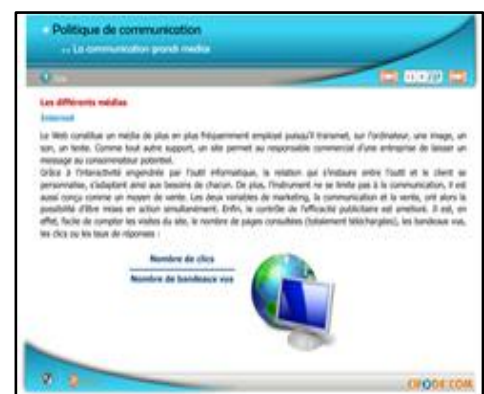 Politique de communication
La communication grands medias
Les différents médias
Internet
Le Web constitue un média de plus en plus fréquemment employé puisqu'il transmet, sur l'ordinateur, une image, un
son, un texte. Comme tout autre support, un site permet au responsable commercial d'une entreprise de laisser un
message au consommateur potentiel.
Grâce à l'interactivité engendrée par l'outil informatique, la relation qui s'instaure entre l'outil et le client se
personnalise, s'adaptant ainsi aux besoins de chacun. De plus, l'instrument ne se limite pas à la communication, il est
aussi conçu comme un moyen de vente. Les deux variables de marketing, la communication et la vente, ont alors la
possibilité d'être mises en action simultanément. Enfin, le contrôle de l'efficacité publicitaire est amélioré. Il est, en
effet, facile de compter les visites du site, le nombre de pages consultées (totalement téléchargées), les bandeaux vus,
les clics ou les taux de réponses :
Nombre de clics
Nombre de bandeaux vus
CIFODE.COM